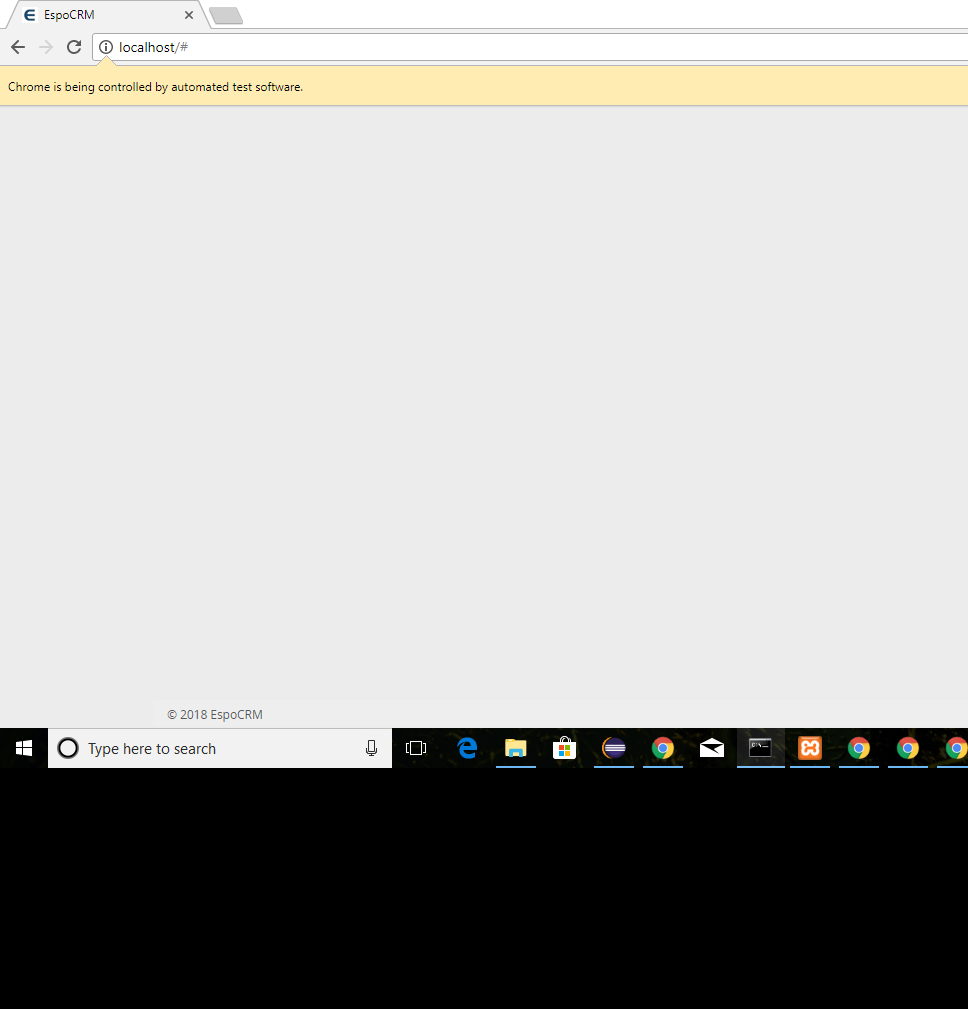 EspoCRM
localhost/#
Chrome is being controlled by automated test software.
© 2018 EspoCRM
Type here to search